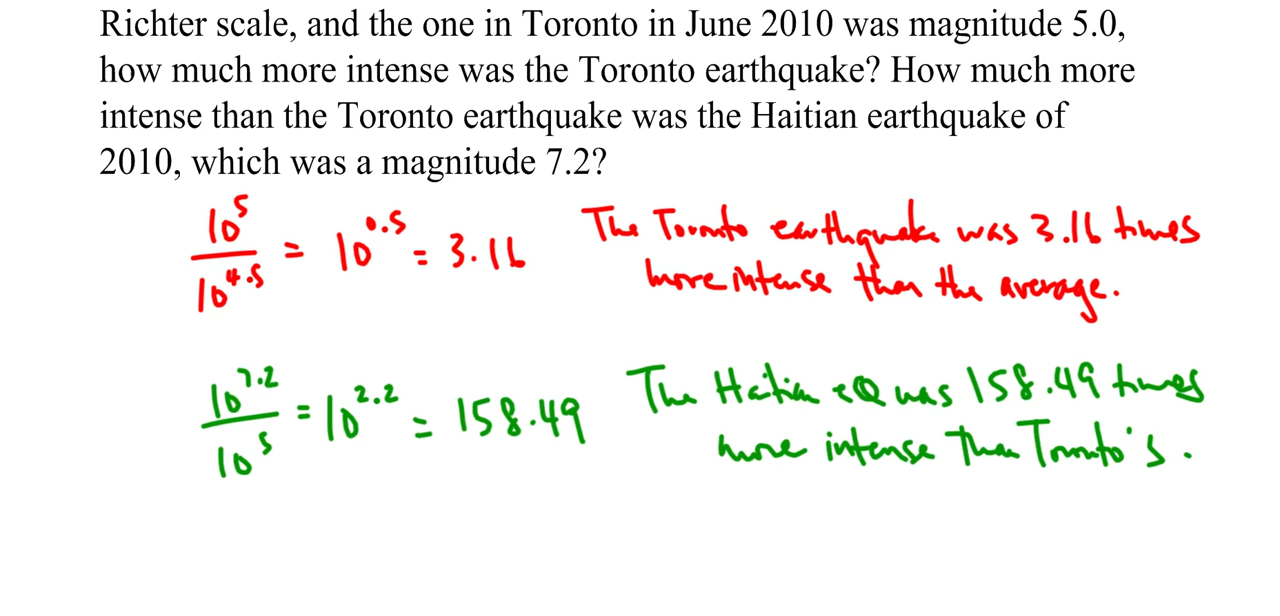 Richter scale, and the one in Toronto in June 2010 was magnitude 5.0,
how much more intense was the Toronto earthquake? How much more
intense than the Toronto earthquake was the Haitian earthquake of
2010, which was a magnitude 7.2?
10^5 / 10^4.5 = 10^0.5 = 3.16
The Toronto earthquake was 3.16 times
more intense than the average.
10^7.2 / 10^5 = 10^2.2 = 158.49
The Haitian EQ was 158.49 times
more intense than Toronto's.